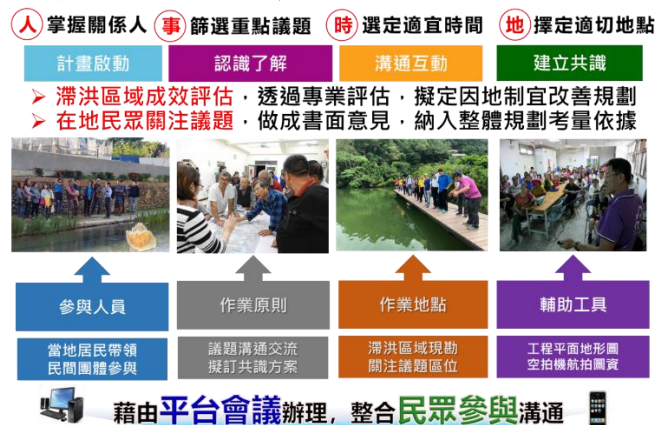 人 掌握關係人 事 篩選重點議題 時 選定適宜時間 地 擇定適切地點
計畫啟動 認識了解 溝通互動 建立共識
➢ 滯洪區域成效評估，透過專業評估，擬定因地制宜改善規劃
➢ 在地民眾關注議題，做成書面意見，納入整體規劃考量依據
參與人員 作業原則 作業地點 輔助工具
當地居民帶領 議題溝通交流 滯洪區域現勘 工程平面地形圖
民間團體參與 擬訂共識方案 關注議題區位 空拍機航拍圖資
藉由平台會議辦理，整合民眾參與溝通